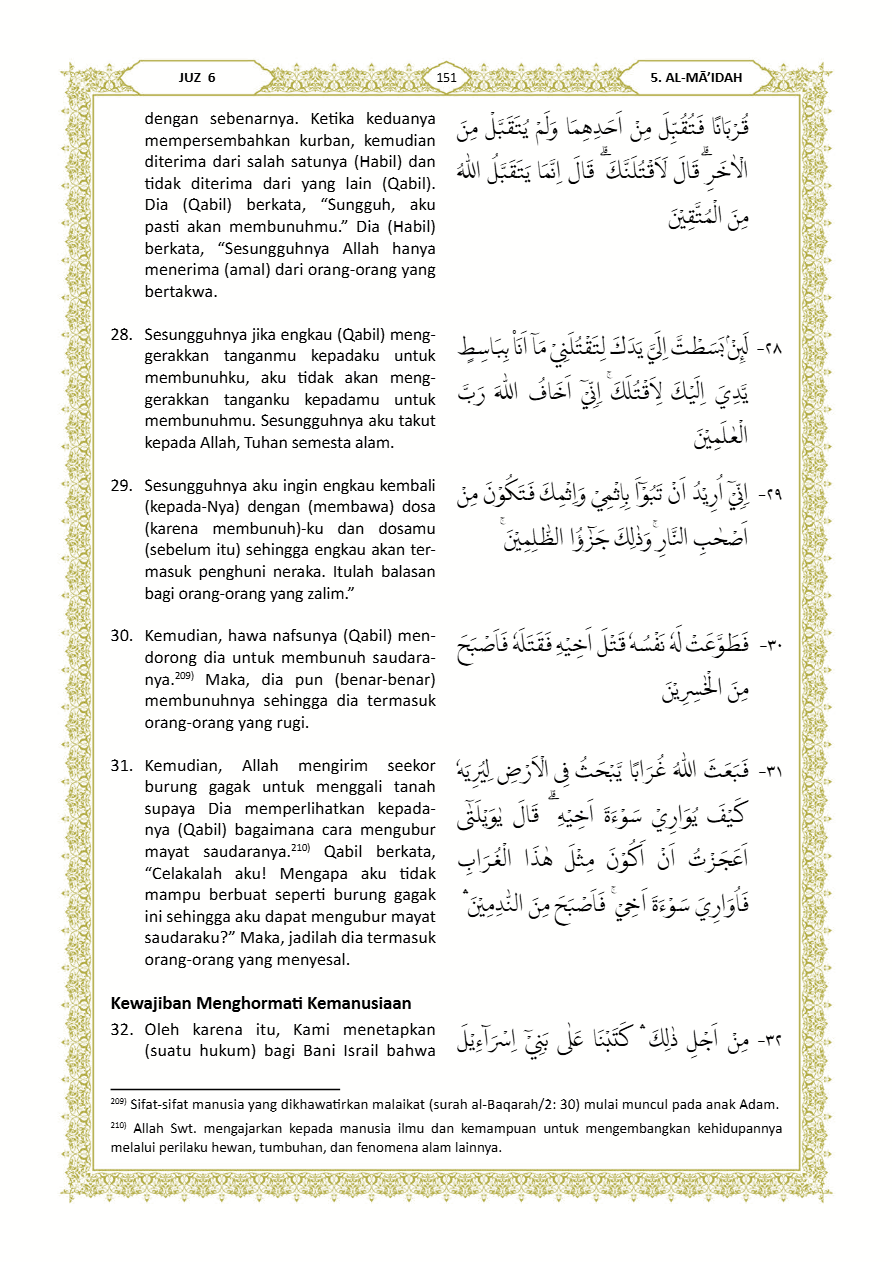 JUZ 6
151
5. AL-MĀ’IDAH
dengan sebenarnya. Ketika keduanya
mempersembahkan kurban, kemudian
diterima dari salah satunya (Habil) dan
tidak diterima dari yang lain (Qabil).
Dia (Qabil) berkata, “Sungguh, aku
pasti akan membunuhmu.” Dia (Habil)
berkata, “Sesungguhnya Allah hanya
menerima (amal) dari orang-orang yang
bertakwa.
قُرْبَانًا فَتُقُبِّلَ مِنْ اَحَدِهِمَا وَلَمْ يُتَقَبَّلْ مِنَ
الْاٰخَرِۗ قَالَ لَاَقْتُلَنَّكَ ۗ قَالَ اِنَّمَا يَتَقَبَّلُ اللّٰهُ
مِنَ الْمُتَّقِيْنَ
28. Sesungguhnya jika engkau (Qabil) meng-
gerakkan tanganmu kepadaku untuk
membunuhku, aku tidak akan meng-
gerakkan tanganku kepadamu untuk
membunuhmu. Sesungguhnya aku takut
kepada Allah, Tuhan semesta alam.
٢٨- لَىِٕنْۢ بَسَطْتَّ اِلَيَّ يَدَكَ لِتَقْتُلَنِيْ مَآ اَنَا۠ بِبَاسِطٍ
يَّدِيَ اِلَيْكَ لِاَقْتُلَكَۚ اِنِّيْٓ اَخَافُ اللّٰهَ رَبَّ
الْعٰلَمِيْنَ
29. Sesungguhnya aku ingin engkau kembali
(kepada-Nya) dengan (membawa) dosa
(karena membunuh)-ku dan dosamu
(sebelum itu) sehingga engkau akan ter-
masuk penghuni neraka. Itulah balasan
bagi orang-orang yang zalim.”
٢٩- اِنِّيْٓ اُرِيْدُ اَنْ تَبُوْۤاَ بِاِثْمِيْ وَاِثْمِكَ فَتَكُوْنَ مِنْ
اَصْحٰبِ النَّارِۚ وَذٰلِكَ جَزٰۤؤُا الظّٰلِمِيْنَۚ
30. Kemudian, hawa nafsunya (Qabil) men-
dorong dia untuk membunuh saudara-
nya.209) Maka, dia pun (benar-benar)
membunuhnya sehingga dia termasuk
orang-orang yang rugi.
٣٠- فَطَوَّعَتْ لَهٗ نَفْسُهٗ قَتْلَ اَخِيْهِ فَقَتَلَهٗ فَاَصْبَحَ
مِنَ الْخٰسِرِيْنَ
31. Kemudian, Allah mengirim seekor
burung gagak untuk menggali tanah
supaya Dia memperlihatkan kepada-
nya (Qabil) bagaimana cara mengubur
mayat saudaranya.210) Qabil berkata,
“Celakalah aku! Mengapa aku tidak
mampu berbuat seperti burung gagak
ini sehingga aku dapat mengubur mayat
saudaraku?” Maka, jadilah dia termasuk
orang-orang yang menyesal.
٣١- فَبَعَثَ اللّٰهُ غُرَابًا يَّبْحَثُ فِى الْاَرْضِ لِيُرِيَهٗ
كَيْفَ يُوَارِيْ سَوْءَةَ اَخِيْهِ ۗ قَالَ يٰوَيْلَتٰٓى
اَعَجَزْتُ اَنْ اَكُوْنَ مِثْلَ هٰذَا الْغُرَابِ
فَاُوَارِيَ سَوْءَةَ اَخِيْۚ فَاَصْبَحَ مِنَ النّٰدِمِيْنَ ۛ
Kewajiban Menghormati Kemanusiaan
32. Oleh karena itu, Kami menetapkan
(suatu hukum) bagi Bani Israil bahwa
٣٢- مِنْ اَجْلِ ذٰلِكَ ۛ كَتَبْنَا عَلٰى بَنِيْٓ اِسْرَاۤءِيْلَ
209) Sifat-sifat manusia yang dikhawatirkan malaikat (surah al-Baqarah/2: 30) mulai muncul pada anak Adam.
210) Allah Swt. mengajarkan kepada manusia ilmu dan kemampuan untuk mengembangkan kehidupannya
melalui perilaku hewan, tumbuhan, dan fenomena alam lainnya.